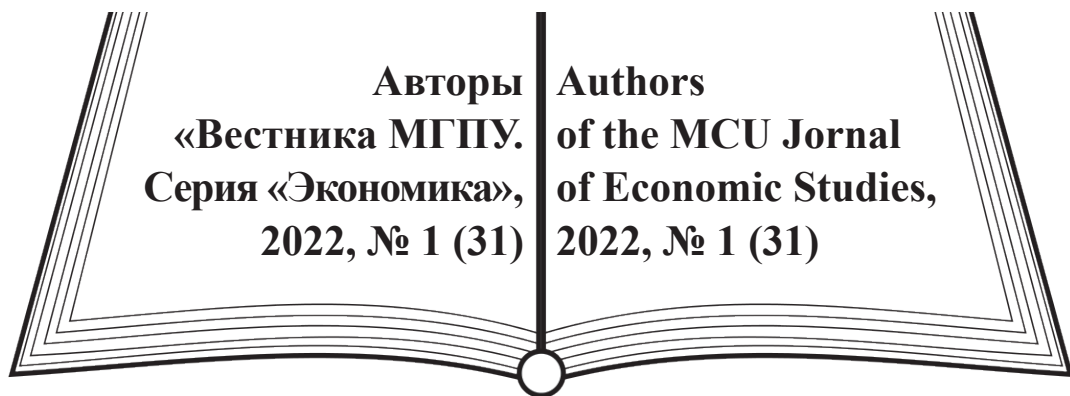 Авторы
«Вестника МГПУ.
Серия «Экономика»,
2022, № 1 (31)
Authors
of the MCU Jornal
of Economic Studies,
2022, № 1 (31)